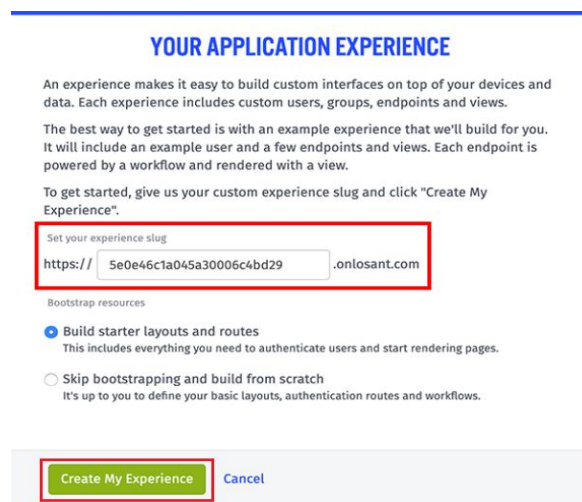 YOUR APPLICATION EXPERIENCE
An experience makes it easy to build custom interfaces on top of your devices and
data. Each experience includes custom users, groups, endpoints and views.
The best way to get started is with an example experience that we'll build for you.
It will include an example user and a few endpoints and views. Each endpoint is
powered by a workflow and rendered with a view.
To get started, give us your custom experience slug and click "Create My
Experience".
Set your experience slug
https:// 5e0e46c1a045a30006c4bd29 .onlosant.com
Bootstrap resources
Build starter layouts and routes
This includes everything you need to authenticate users and start rendering pages.
Skip bootstrapping and build from scratch
It's up to you to define your basic layouts, authentication routes and workflows.
Create My Experience Cancel